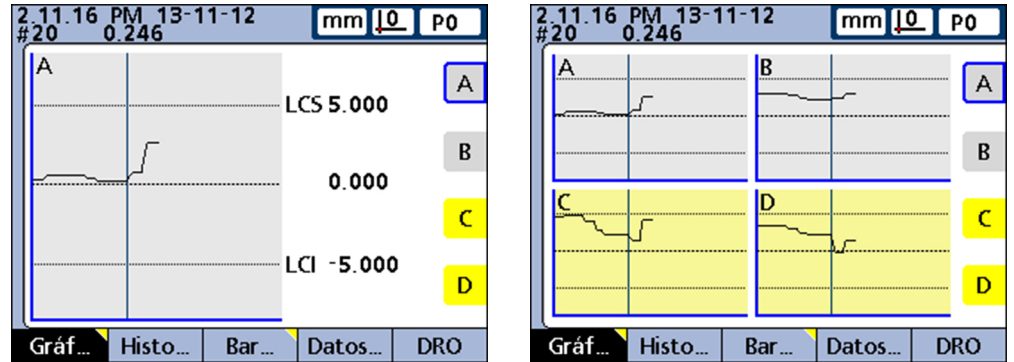 2.11.16 PM 13-11-12
#20 0.246
mm 0 P0
A
LCS 5.000
0.000
LCI -5.000
A
B
C
D
Gráf... Histo... Bar... Datos... DRO
2.11.16 PM 13-11-12
#20 0.246
mm 0 P0
A B
C D
A
B
C
D
Gráf... Histo... Bar... Datos... DRO